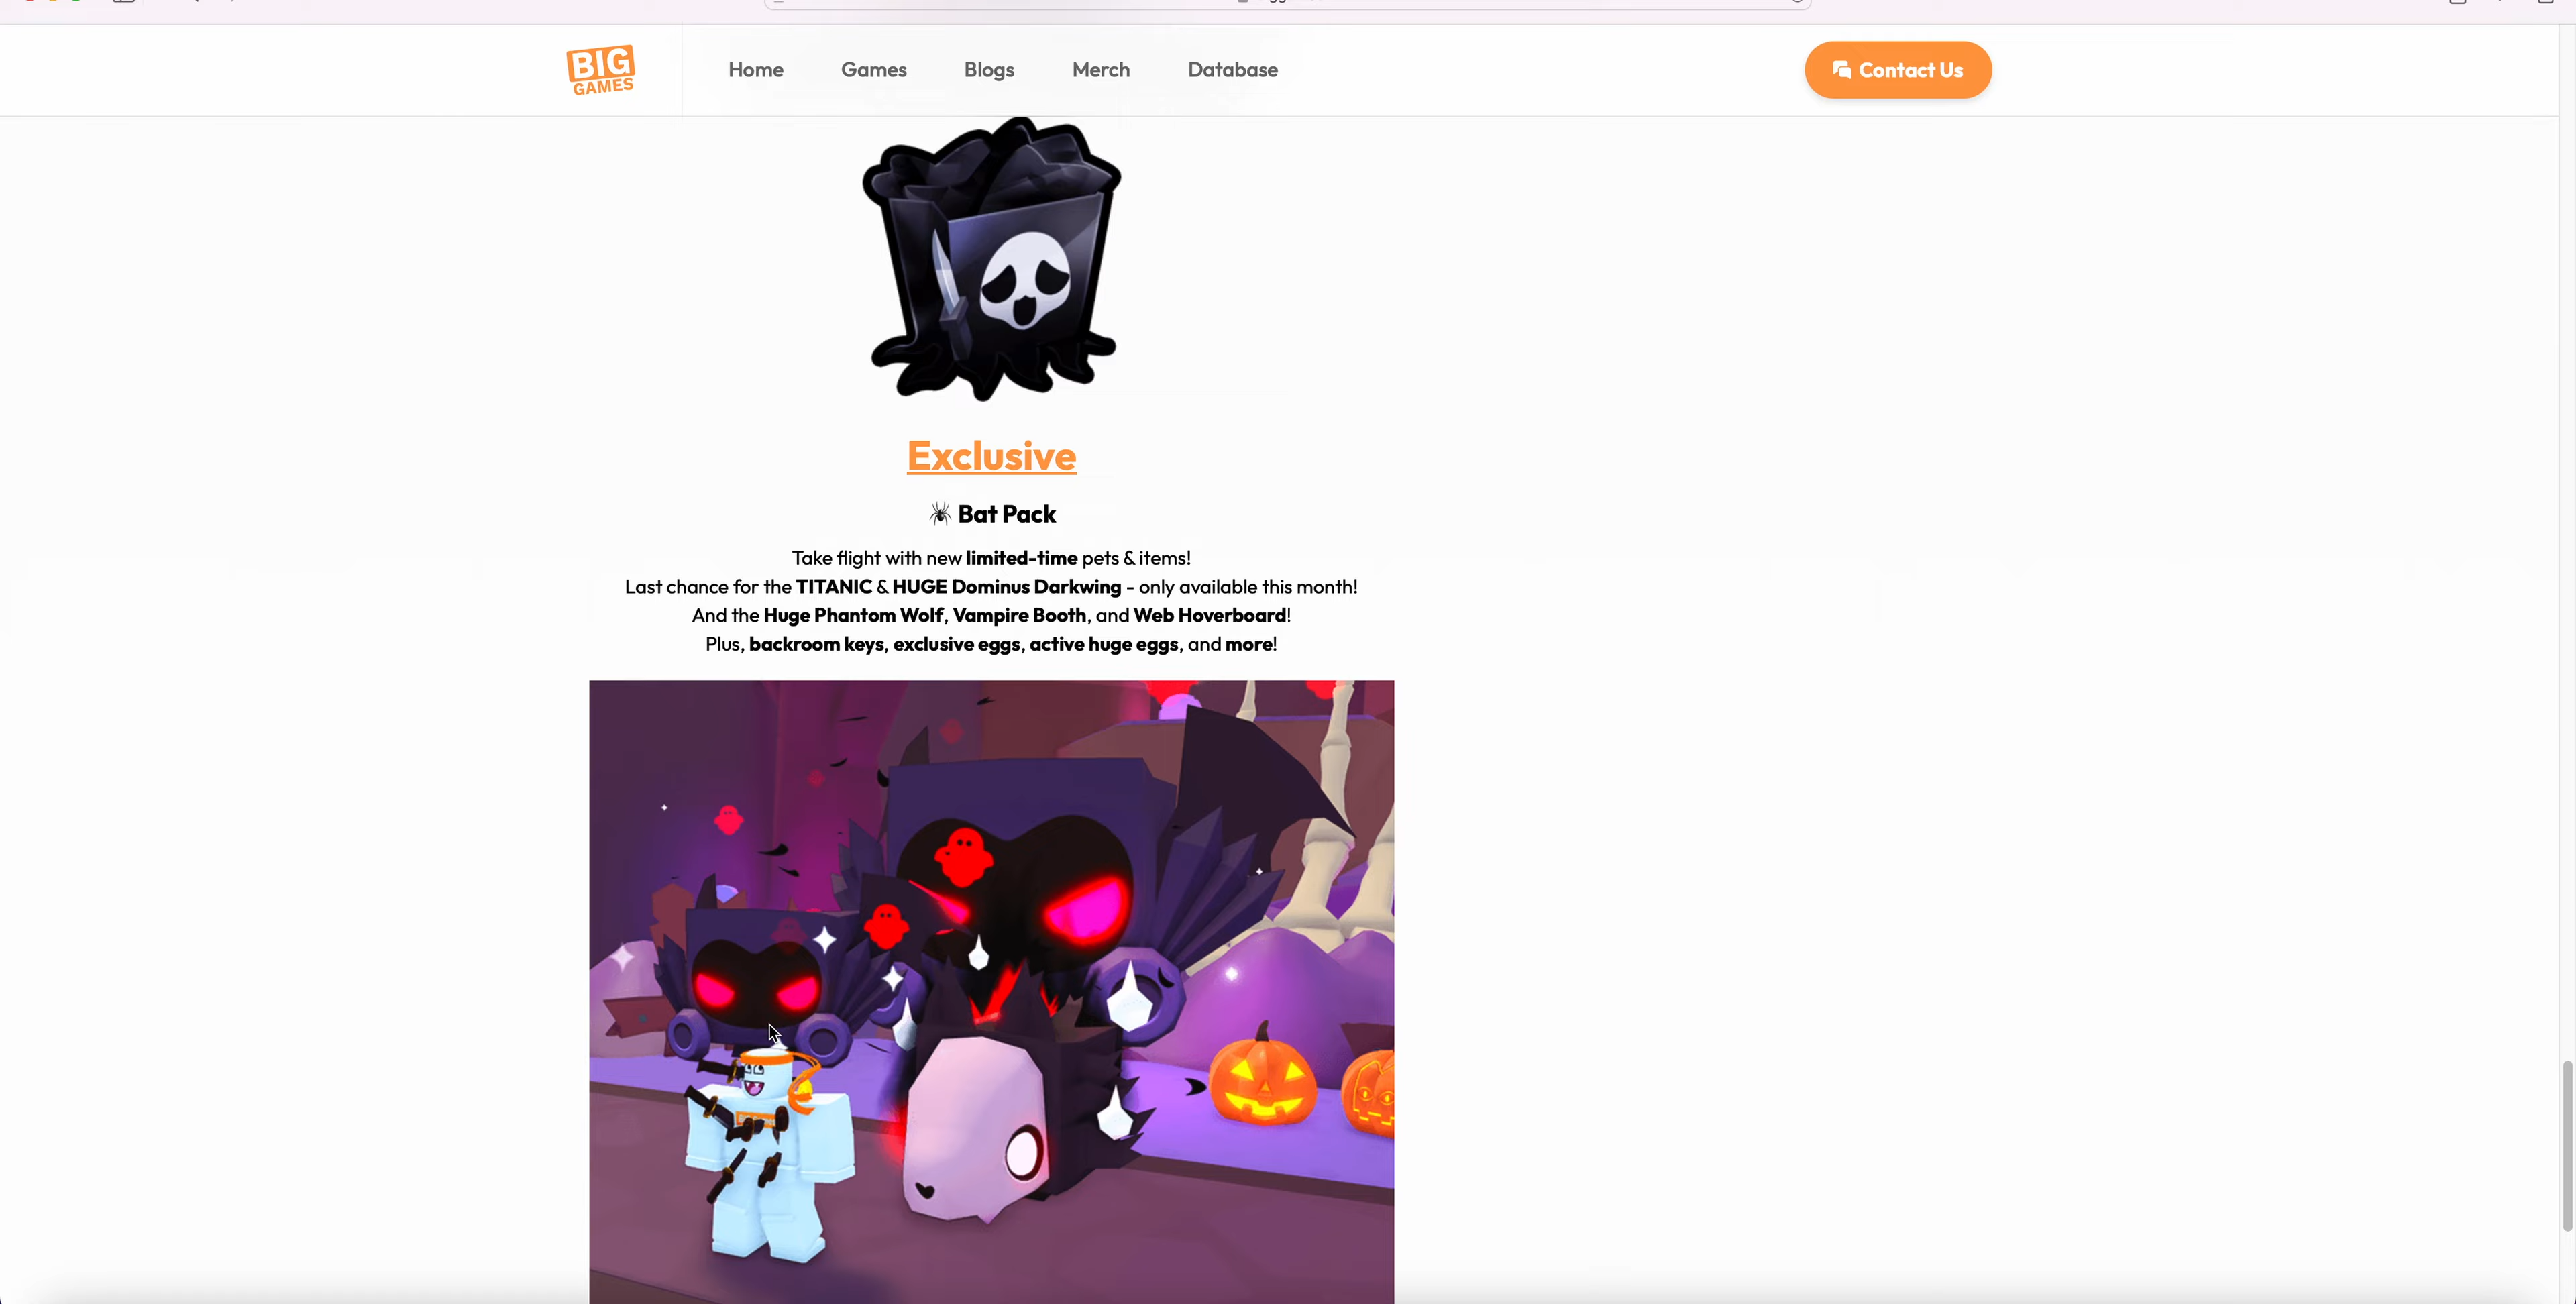 BIG
GAMES
Home
Games
Blogs
Merch
Database
Contact Us
Exclusive
🕷 Bat Pack
Take flight with new limited-time pets & items!
Last chance for the TITANIC & HUGE Dominus Darkwing - only available this month!
And the Huge Phantom Wolf, Vampire Booth, and Web Hoverboard!
Plus, backroom keys, exclusive eggs, active huge eggs, and more!